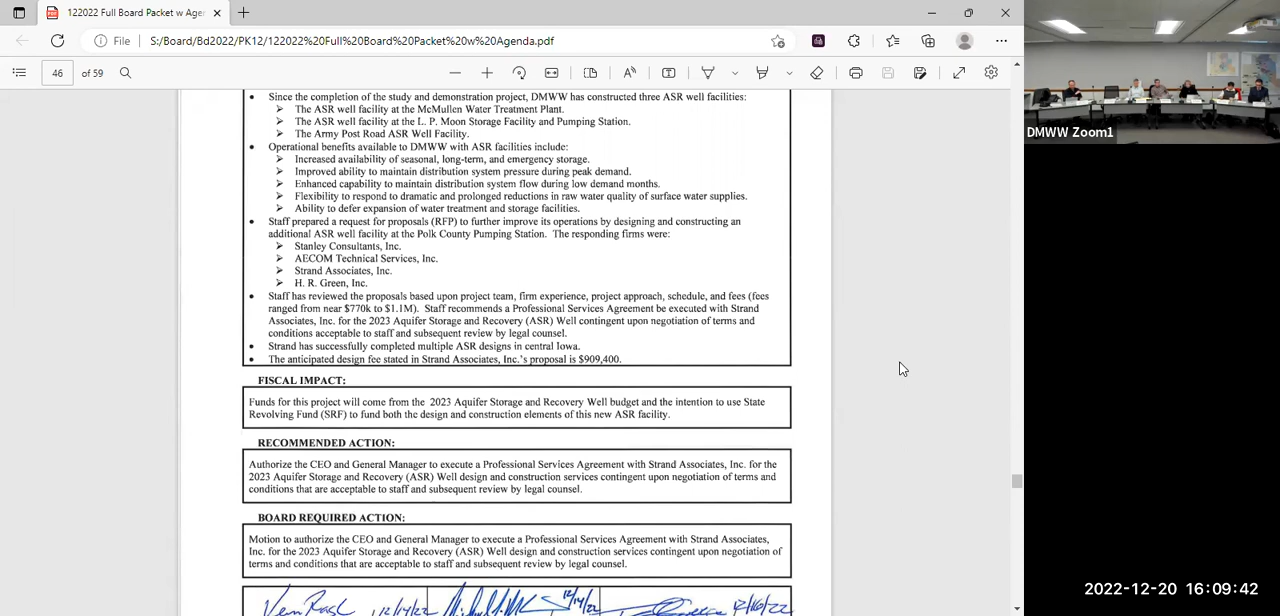 122022 Full Board Packet w Ager
File
S:/Board/Bd2022/PK12/122022%20Full%20Board%20Packet%20w%20Agenda.pdf
46 of 59
Since the completion of the study and demonstration project, DMWW has constructed three ASR well facilities:
The ASR well facility at the McMullen Water Treatment Plant.
The ASR well facility at the L. P. Moon Storage Facility and Pumping Station.
The Army Post Road ASR Well Facility.
Operational benefits available to DMWW with ASR facilities include:
Increased availability of seasonal, long-term, and emergency storage.
Improved ability to maintain distribution system pressure during peak demand.
Enhanced capability to maintain distribution system flow during low demand months.
Flexibility to respond to dramatic and prolonged reductions in raw water quality of surface water supplies.
Ability to defer expansion of water treatment and storage facilities.
Staff prepared a request for proposals (RFP) to further improve its operations by designing and constructing an
additional ASR well facility at the Polk County Pumping Station. The responding firms were:
Stanley Consultants, Inc.
AECOM Technical Services, Inc.
Strand Associates, Inc.
H. R. Green, Inc.
Staff has reviewed the proposals based upon project team, firm experience, project approach, schedule, and fees (fees
ranged from near $770k to $1.1M). Staff recommends a Professional Services Agreement be executed with Strand
Associates, Inc. for the 2023 Aquifer Storage and Recovery (ASR) Well contingent upon negotiation of terms and
conditions acceptable to staff and subsequent review by legal counsel.
Strand has successfully completed multiple ASR designs in central Iowa.
The anticipated design fee stated in Strand Associates, Inc.'s proposal is $909,400.
FISCAL IMPACT:
Funds for this project will come from the 2023 Aquifer Storage and Recovery Well budget and the intention to use State
Revolving Fund (SRF) to fund both the design and construction elements of this new ASR facility.
RECOMMENDED ACTION:
Authorize the CEO and General Manager to execute a Professional Services Agreement with Strand Associates, Inc. for the
2023 Aquifer Storage and Recovery (ASR) Well design and construction services contingent upon negotiation of terms and
conditions that are acceptable to staff and subsequent review by legal counsel.
BOARD REQUIRED ACTION:
Motion to authorize the CEO and General Manager to execute a Professional Services Agreement with Strand Associates,
Inc. for the 2023 Aquifer Storage and Recovery (ASR) Well design and construction services contingent upon negotiation of
terms and conditions that are acceptable to staff and subsequent review by legal counsel.
12/14/22
12/14/22
12/16/22
DMWW Zoom1
2022-12-20 16:09:42